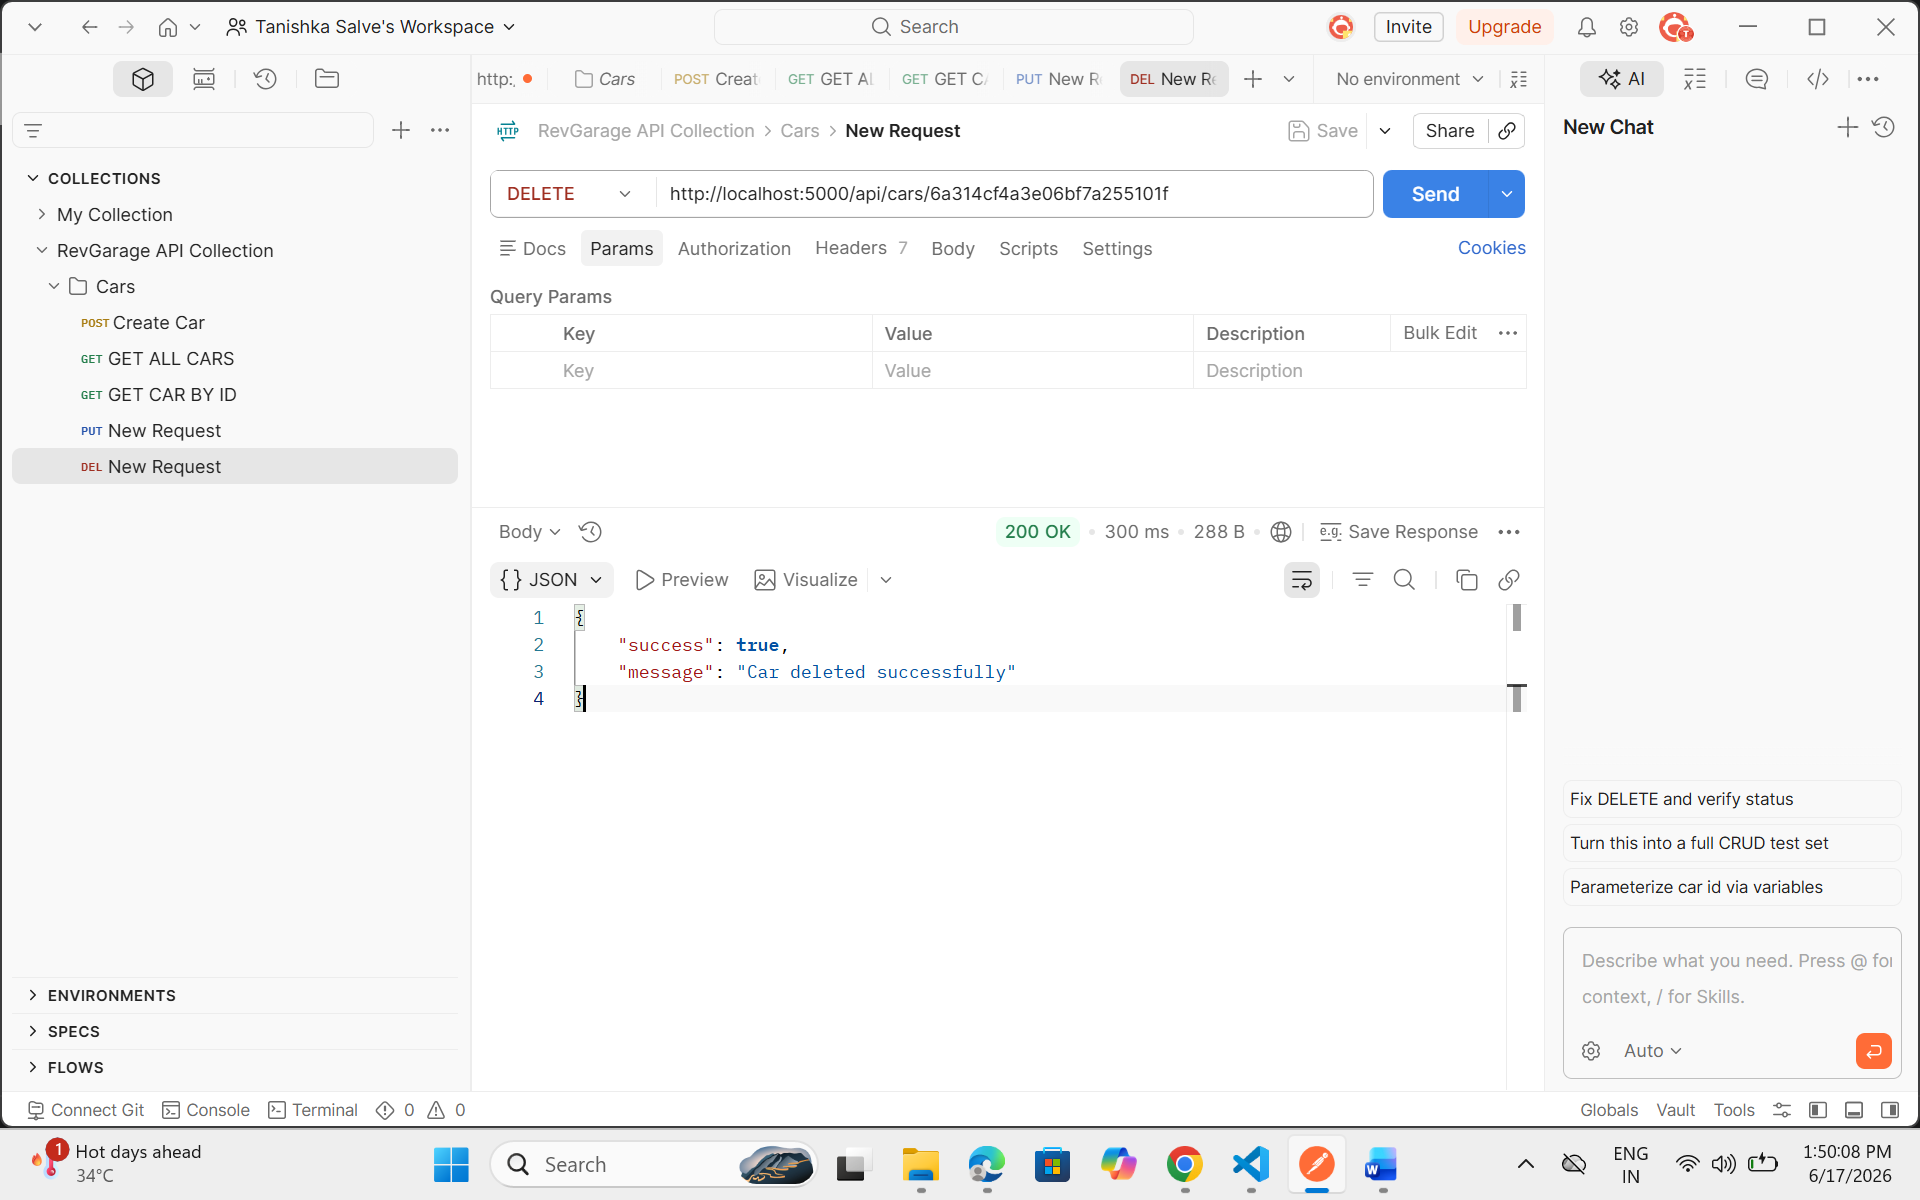 Tanishka Salve's Workspace
Search
Invite
Upgrade
http:
Cars
POST Creat
GET GET AL
GET GET CA
PUT New Re
DEL New Re
No environment
AI
RevGarage API Collection > Cars > New Request
Save
Share
New Chat
COLLECTIONS
My Collection
RevGarage API Collection
Cars
POST Create Car
GET GET ALL CARS
GET GET CAR BY ID
PUT New Request
DEL New Request
ENVIRONMENTS
SPECS
FLOWS
DELETE
http://localhost:5000/api/cars/6a314cf4a3e06bf7a255101f
Send
Docs Params Authorization Headers 7 Body Scripts Settings
Cookies
Query Params
Key Value Description Bulk Edit
Key Value Description
Body
200 OK • 300 ms • 288 B •
e.g. Save Response
{} JSON
Preview
Visualize
1 {
2 "success": true,
3 "message": "Car deleted successfully"
4 }
Fix DELETE and verify status
Turn this into a full CRUD test set
Parameterize car id via variables
Describe what you need. Press @ for
context, / for Skills.
Auto
Connect Git Console Terminal 0 0
Globals Vault Tools
1
Hot days ahead
34°C
Search
ENG
IN
1:50:08 PM
6/17/2026